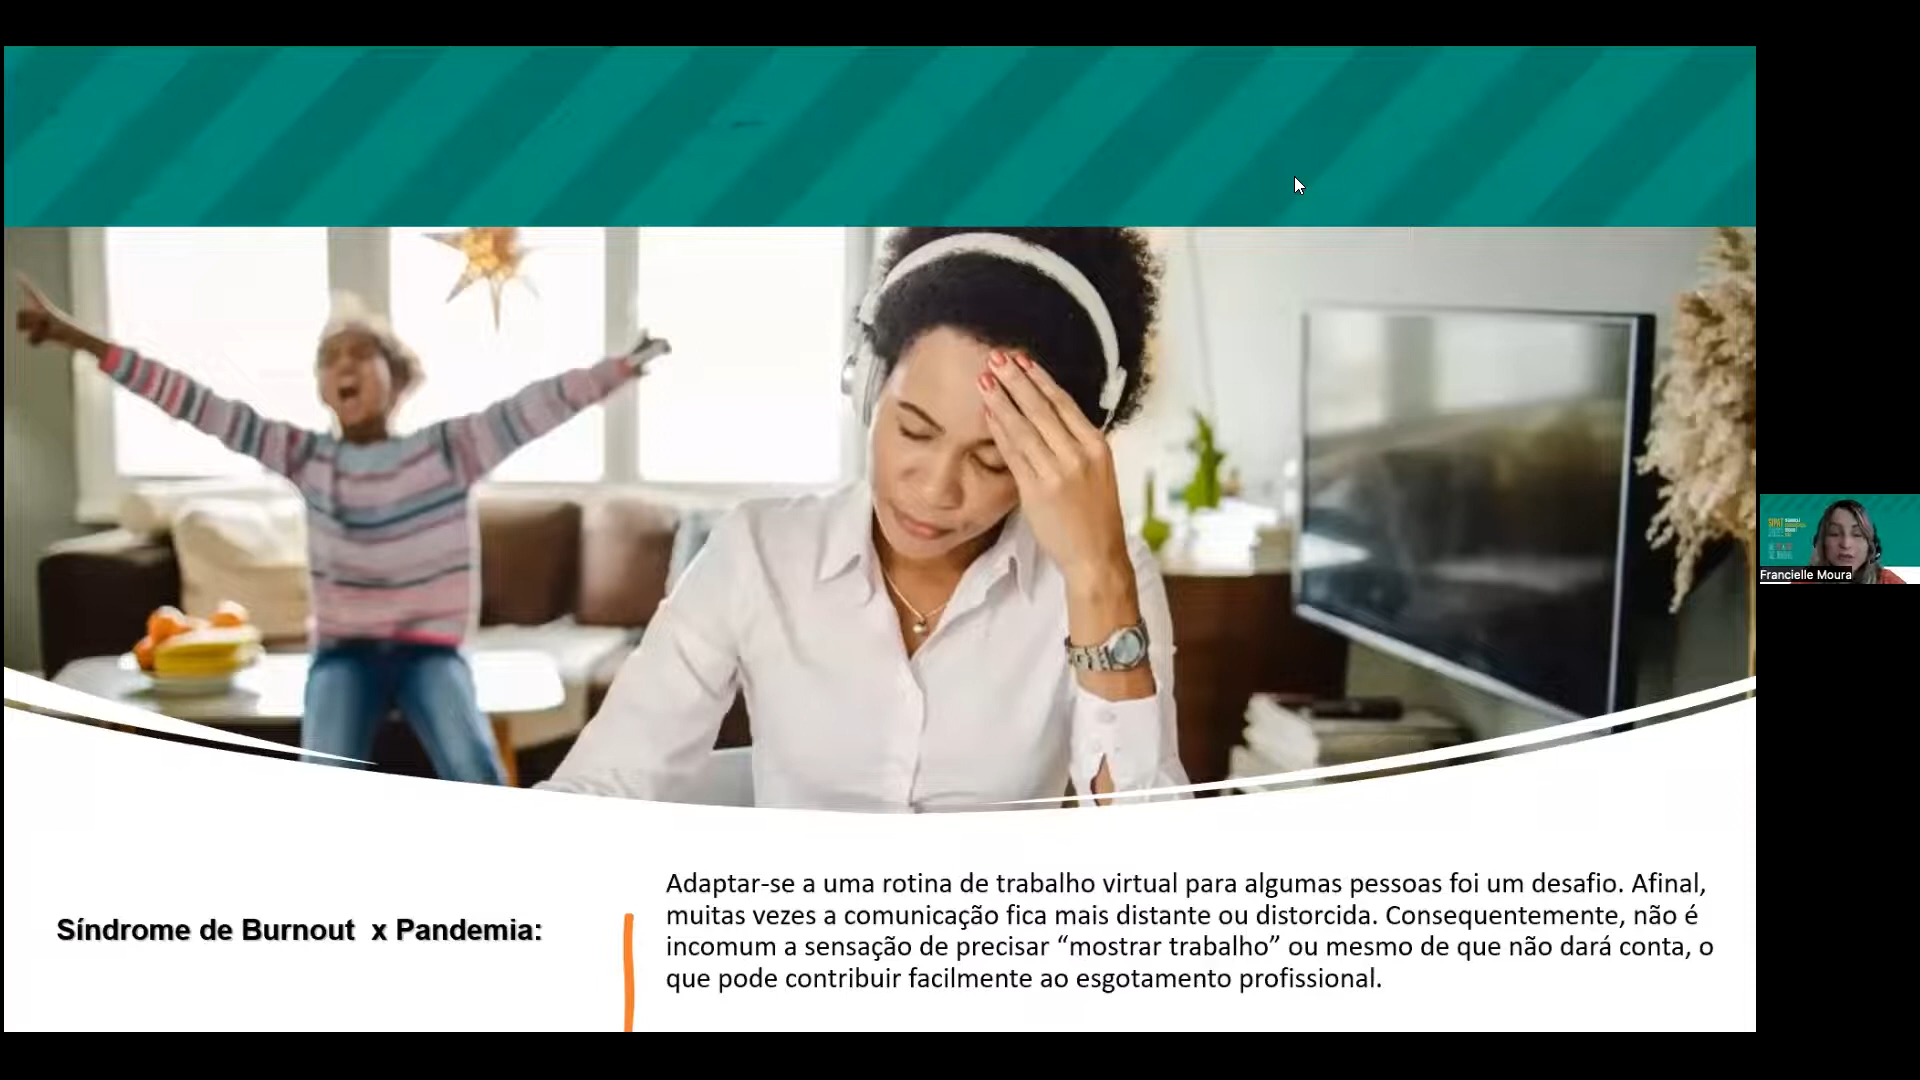 Síndrome de Burnout  x Pandemia:
Adaptar-se a uma rotina de trabalho virtual para algumas pessoas foi um desafio. Afinal,
muitas vezes a comunicação fica mais distante ou distorcida. Consequentemente, não é
incomum a sensação de precisar “mostrar trabalho” ou mesmo de que não dará conta, o
que pode contribuir facilmente ao esgotamento profissional.
Francielle Moura